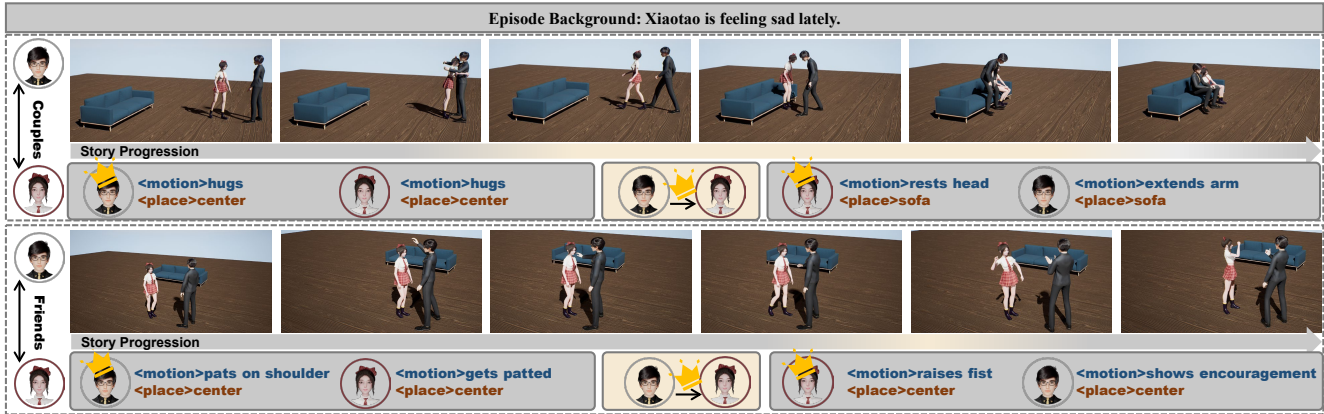 Episode Background: Xiaotao is feeling sad lately.
Couples
Story Progression
<motion>hugs
<place>center
<motion>hugs
<place>center
<motion>rests head
<place>sofa
<motion>extends arm
<place>sofa
Friends
Story Progression
<motion>pats on shoulder
<place>center
<motion>gets patted
<place>center
<motion>raises fist
<place>center
<motion>shows encouragement
<place>center